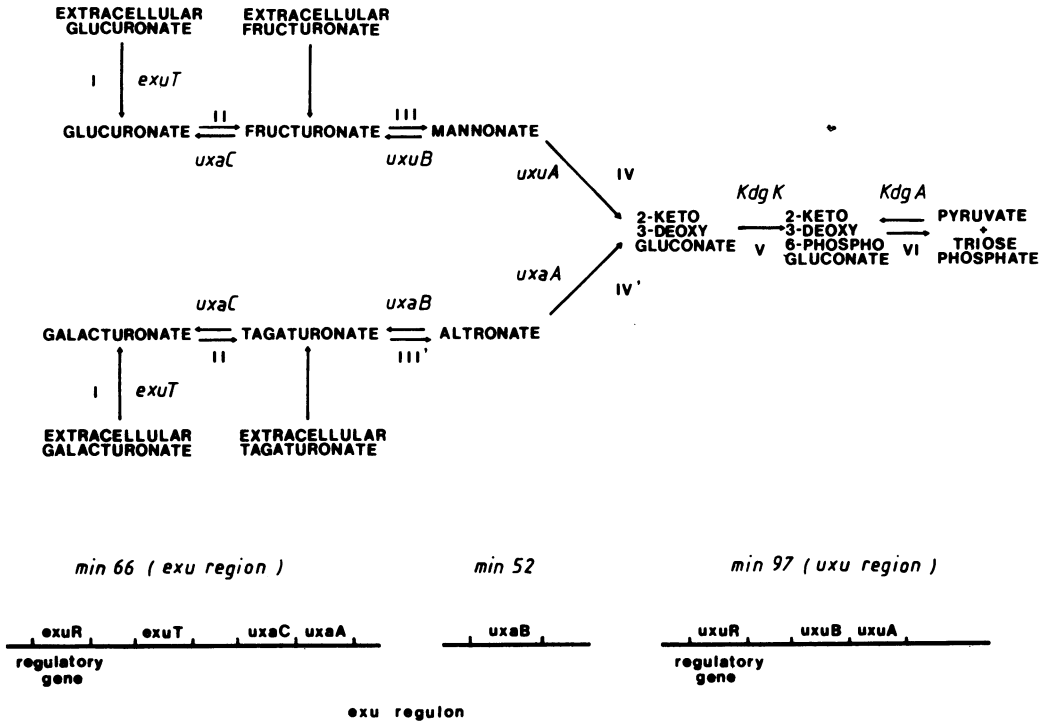 EXTRACELLULAR GLUCURONATE
EXTRACELLULAR FRUCTURONATE
I
exuT
GLUCURONATE
II
uxaC
FRUCTURONATE
III
uxuB
MANNONATE
uxuA
IV
2-KETO
3-DEOXY
GLUCONATE
Kdg K
V
2-KETO
3-DEOXY
6-PHOSPHO
GLUCONATE
Kdg A
VI
PYRUVATE
+
TRIOSE
PHOSPHATE
uxaA
IV'
GALACTURONATE
uxaC
II
TAGATURONATE
uxaB
III'
ALTRONATE
I
exuT
EXTRACELLULAR
GALACTURONATE
EXTRACELLULAR
TAGATURONATE
min 66 ( exu region )
min 52
min 97 ( uxu region )
exuR exuT uxaC uxaA
regulatory
gene
uxaB
uxuR uxuB uxuA
regulatory
gene
exu regulon